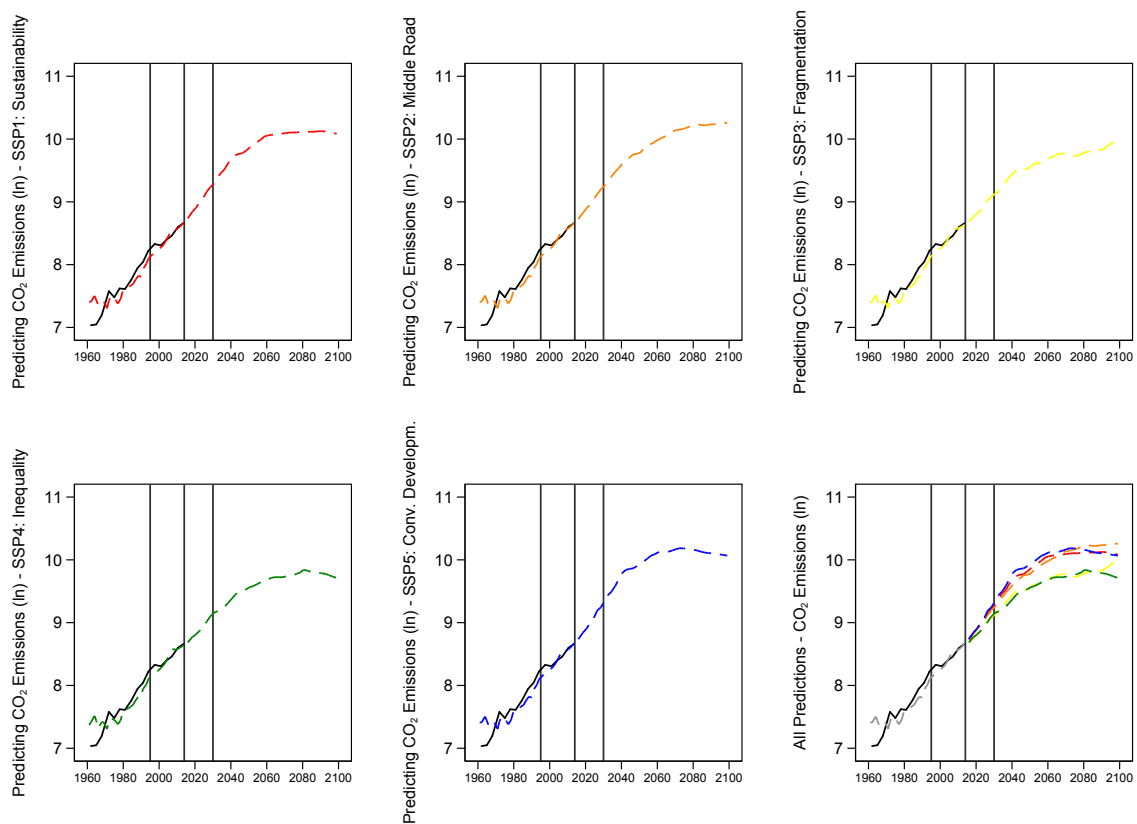 Predicting CO₂ Emissions (ln) - SSP1: Sustainability
11
10
9
8
7
1960 1980 2000 2020 2040 2060 2080 2100
Predicting CO₂ Emissions (ln) - SSP2: Middle Road
11
10
9
8
7
1960 1980 2000 2020 2040 2060 2080 2100
Predicting CO₂ Emissions (ln) - SSP3: Fragmentation
11
10
9
8
7
1960 1980 2000 2020 2040 2060 2080 2100
Predicting CO₂ Emissions (ln) - SSP4: Inequality
11
10
9
8
7
1960 1980 2000 2020 2040 2060 2080 2100
Predicting CO₂ Emissions (ln) - SSP5: Conv. Developm.
11
10
9
8
7
1960 1980 2000 2020 2040 2060 2080 2100
All Predictions - CO₂ Emissions (ln)
11
10
9
8
7
1960 1980 2000 2020 2040 2060 2080 2100